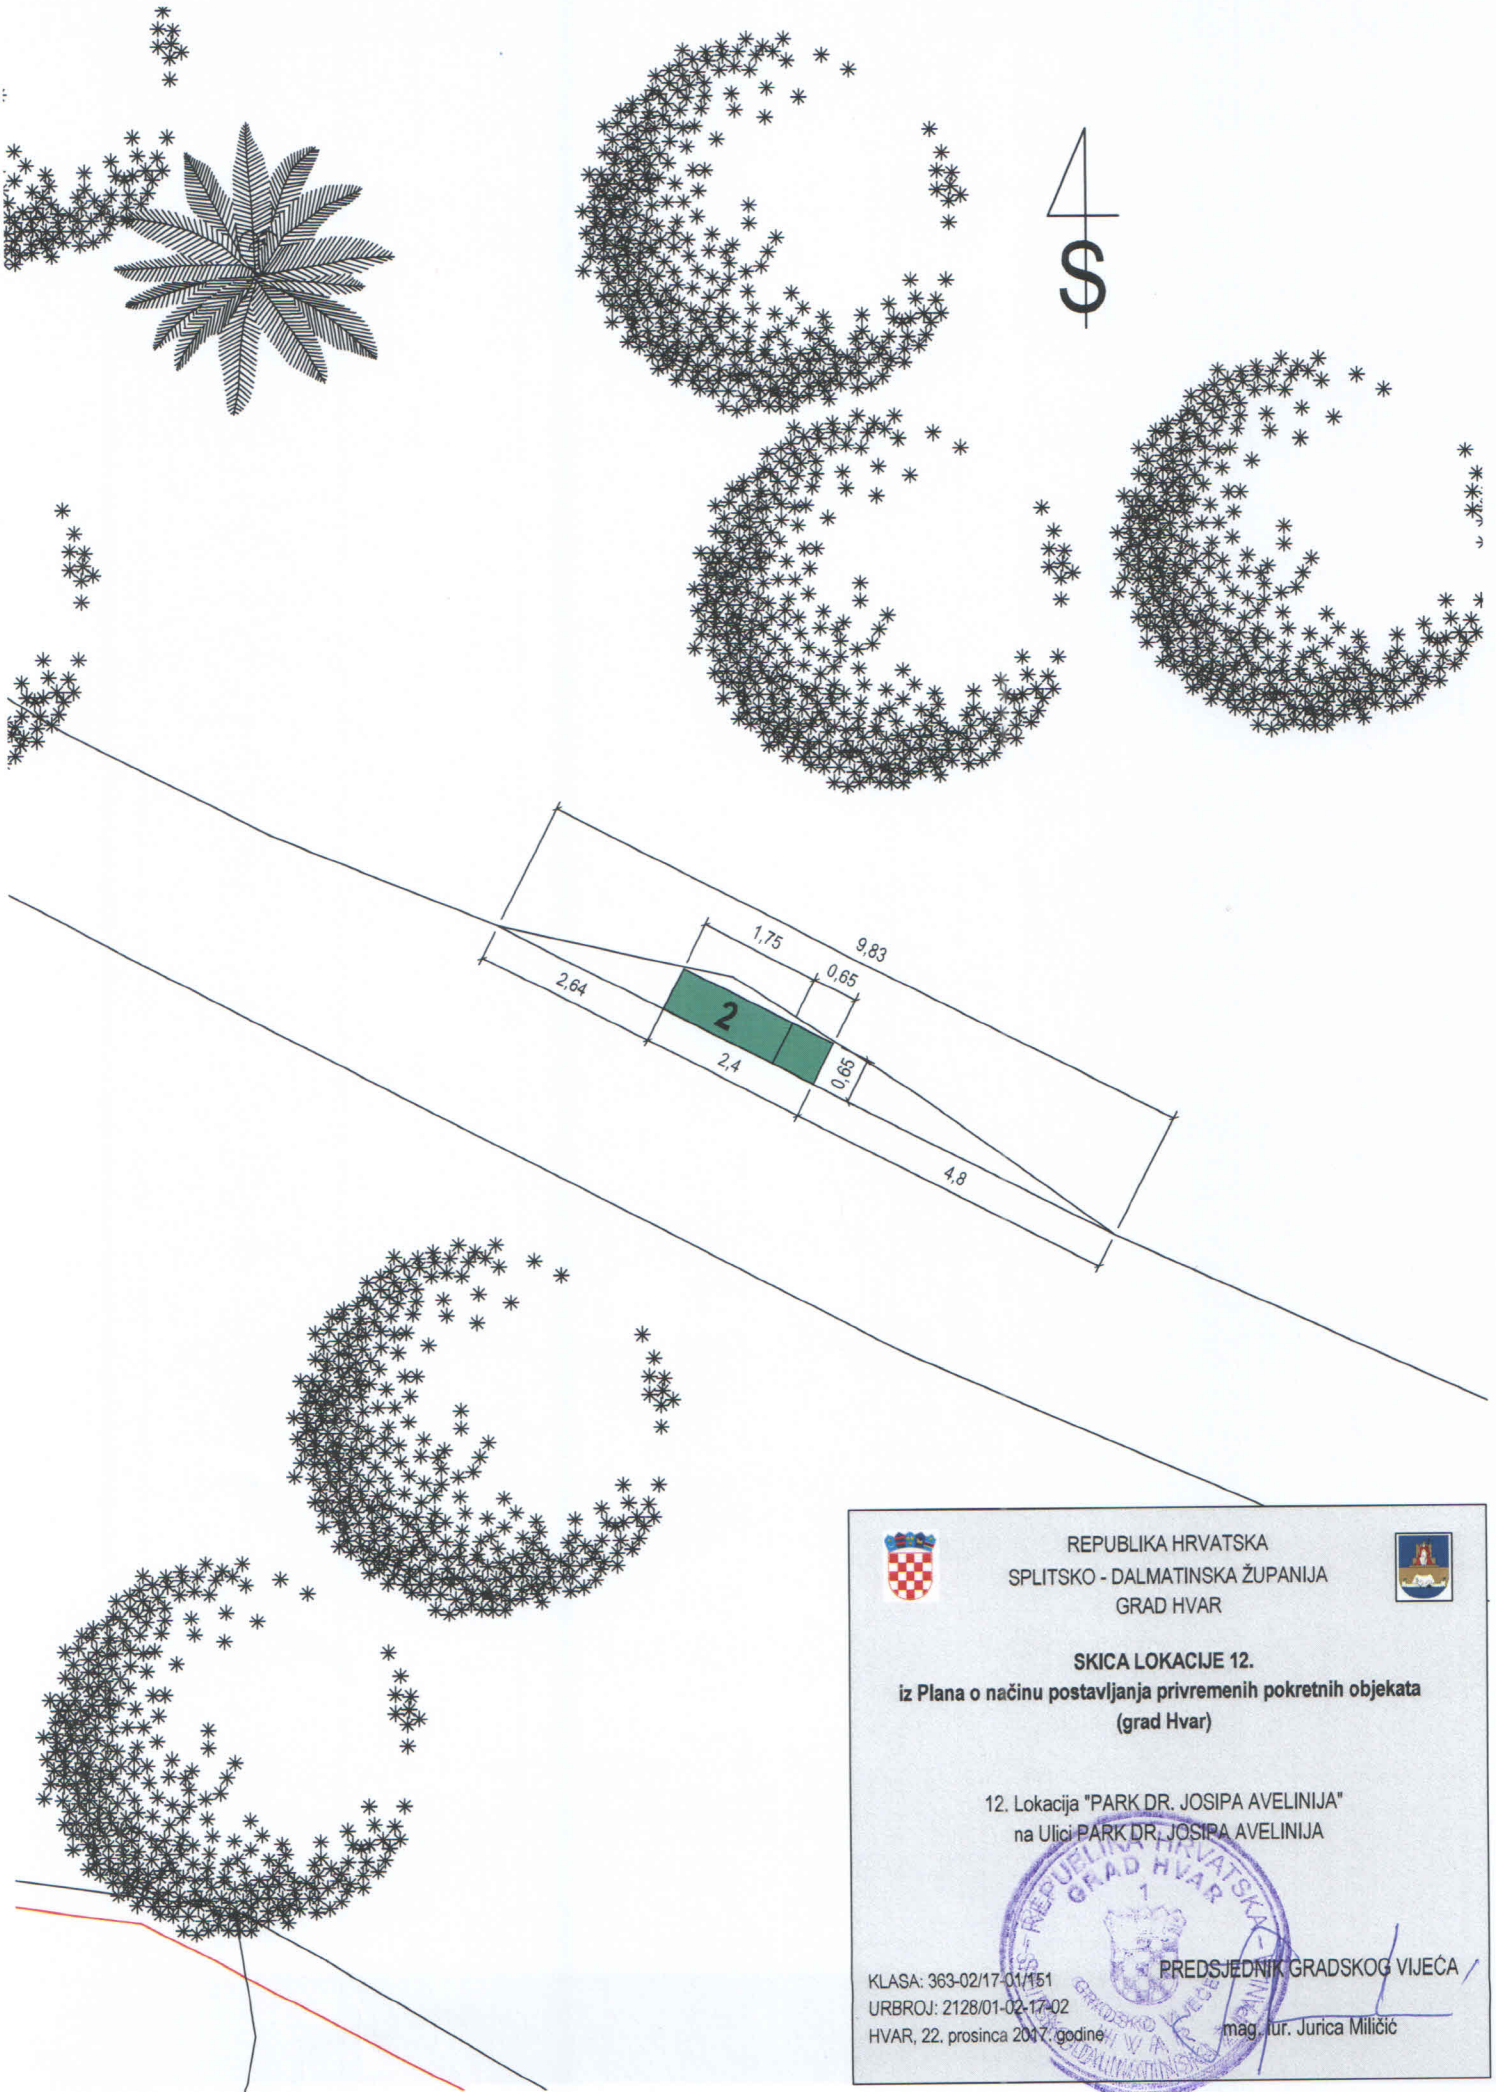 S
1,75
9,83
0,65
2,64
2
2,4
0,65
4,8
REPUBLIKA HRVATSKA
SPLITSKO - DALMATINSKA ŽUPANIJA
GRAD HVAR
SKICA LOKACIJE 12.
iz Plana o načinu postavljanja privremenih pokretnih objekata
(grad Hvar)
12. Lokacija "PARK DR. JOSIPA AVELINIJA"
na Ulici PARK DR. JOSIPA AVELINIJA
REPUBLIKA HRVATSKA
GRAD HVAR
1
GRADSKO VIJEĆE
HVAR
KLASA: 363-02/17-01/151
URBROJ: 2128/01-02-17-02
HVAR, 22. prosinca 2017. godine
PREDSJEDNIK GRADSKOG VIJEĆA
mag. iur. Jurica Miličić